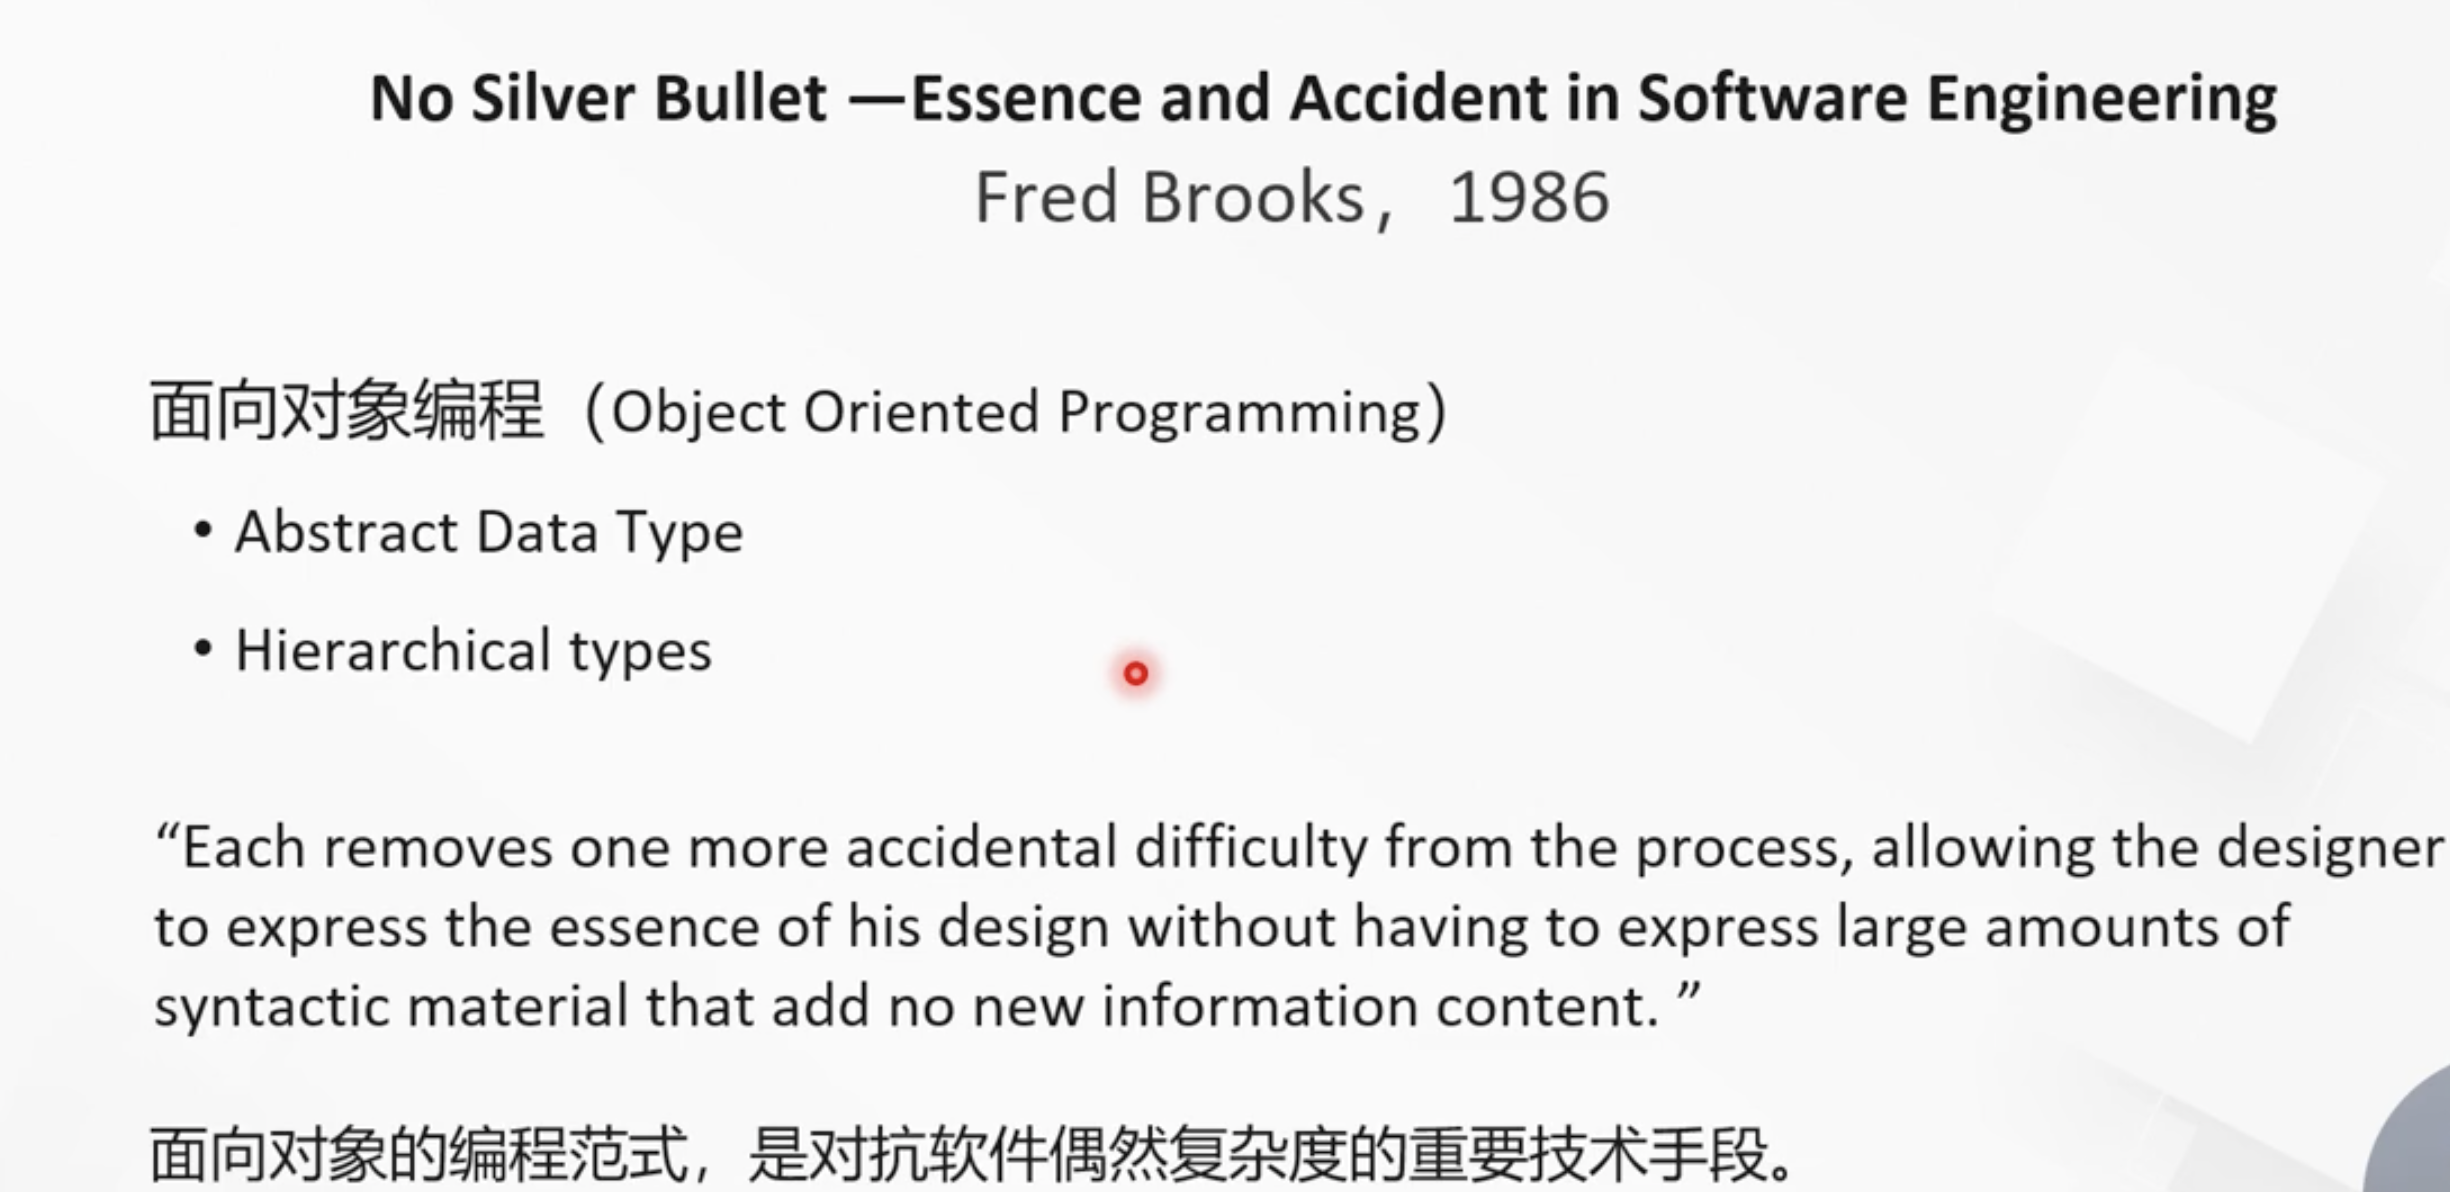 No Silver Bullet —Essence and Accident in Software Engineering
Fred Brooks，1986
面向对象编程（Object Oriented Programming）
• Abstract Data Type
• Hierarchical types
“Each removes one more accidental difficulty from the process, allowing the designer
to express the essence of his design without having to express large amounts of
syntactic material that add no new information content. ”
面向对象的编程范式，是对抗软件偶然复杂度的重要技术手段。